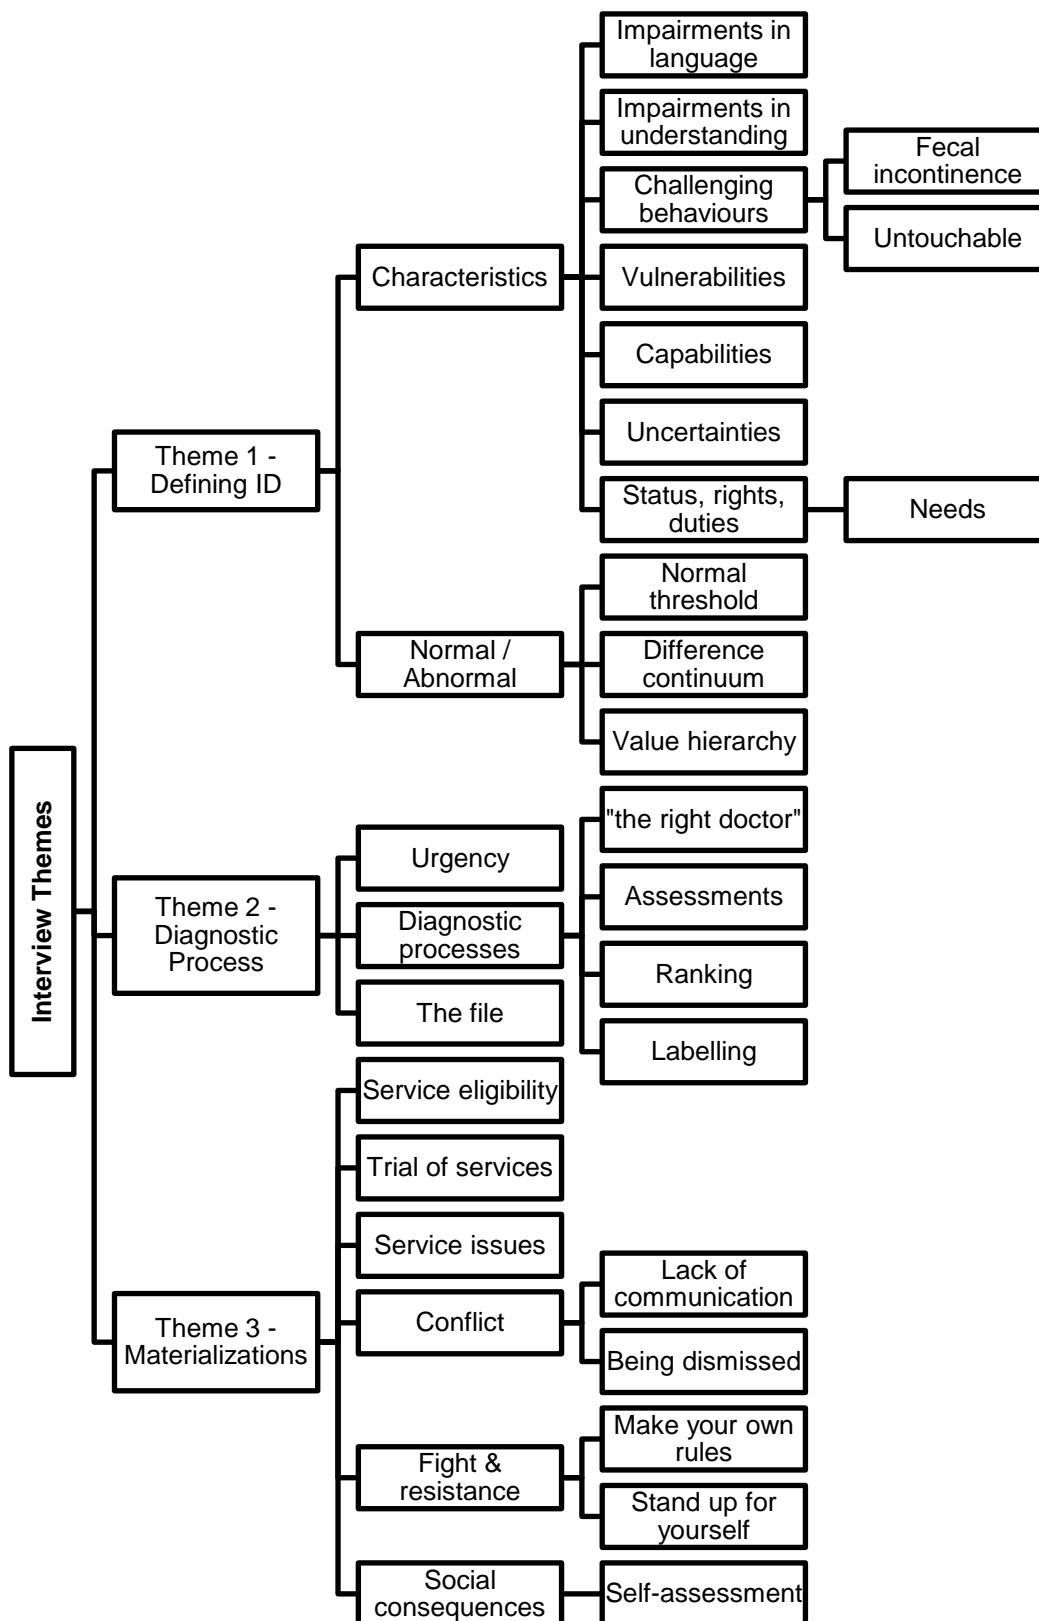 Interview Themes
Theme 1 -
Defining ID
Characteristics
Impairments in
language
Impairments in
understanding
Challenging
behaviours
Fecal
incontinence
Untouchable
Vulnerabilities
Capabilities
Uncertainties
Status, rights,
duties
Needs
Normal /
Abnormal
Normal
threshold
Difference
continuum
Value hierarchy
Theme 2 -
Diagnostic
Process
Urgency
Diagnostic
processes
"the right doctor"
Assessments
Ranking
Labelling
The file
Theme 3 -
Materializations
Service eligibility
Trial of services
Service issues
Conflict
Lack of
communication
Being dismissed
Fight &
resistance
Make your own
rules
Stand up for
yourself
Social
consequences
Self-assessment